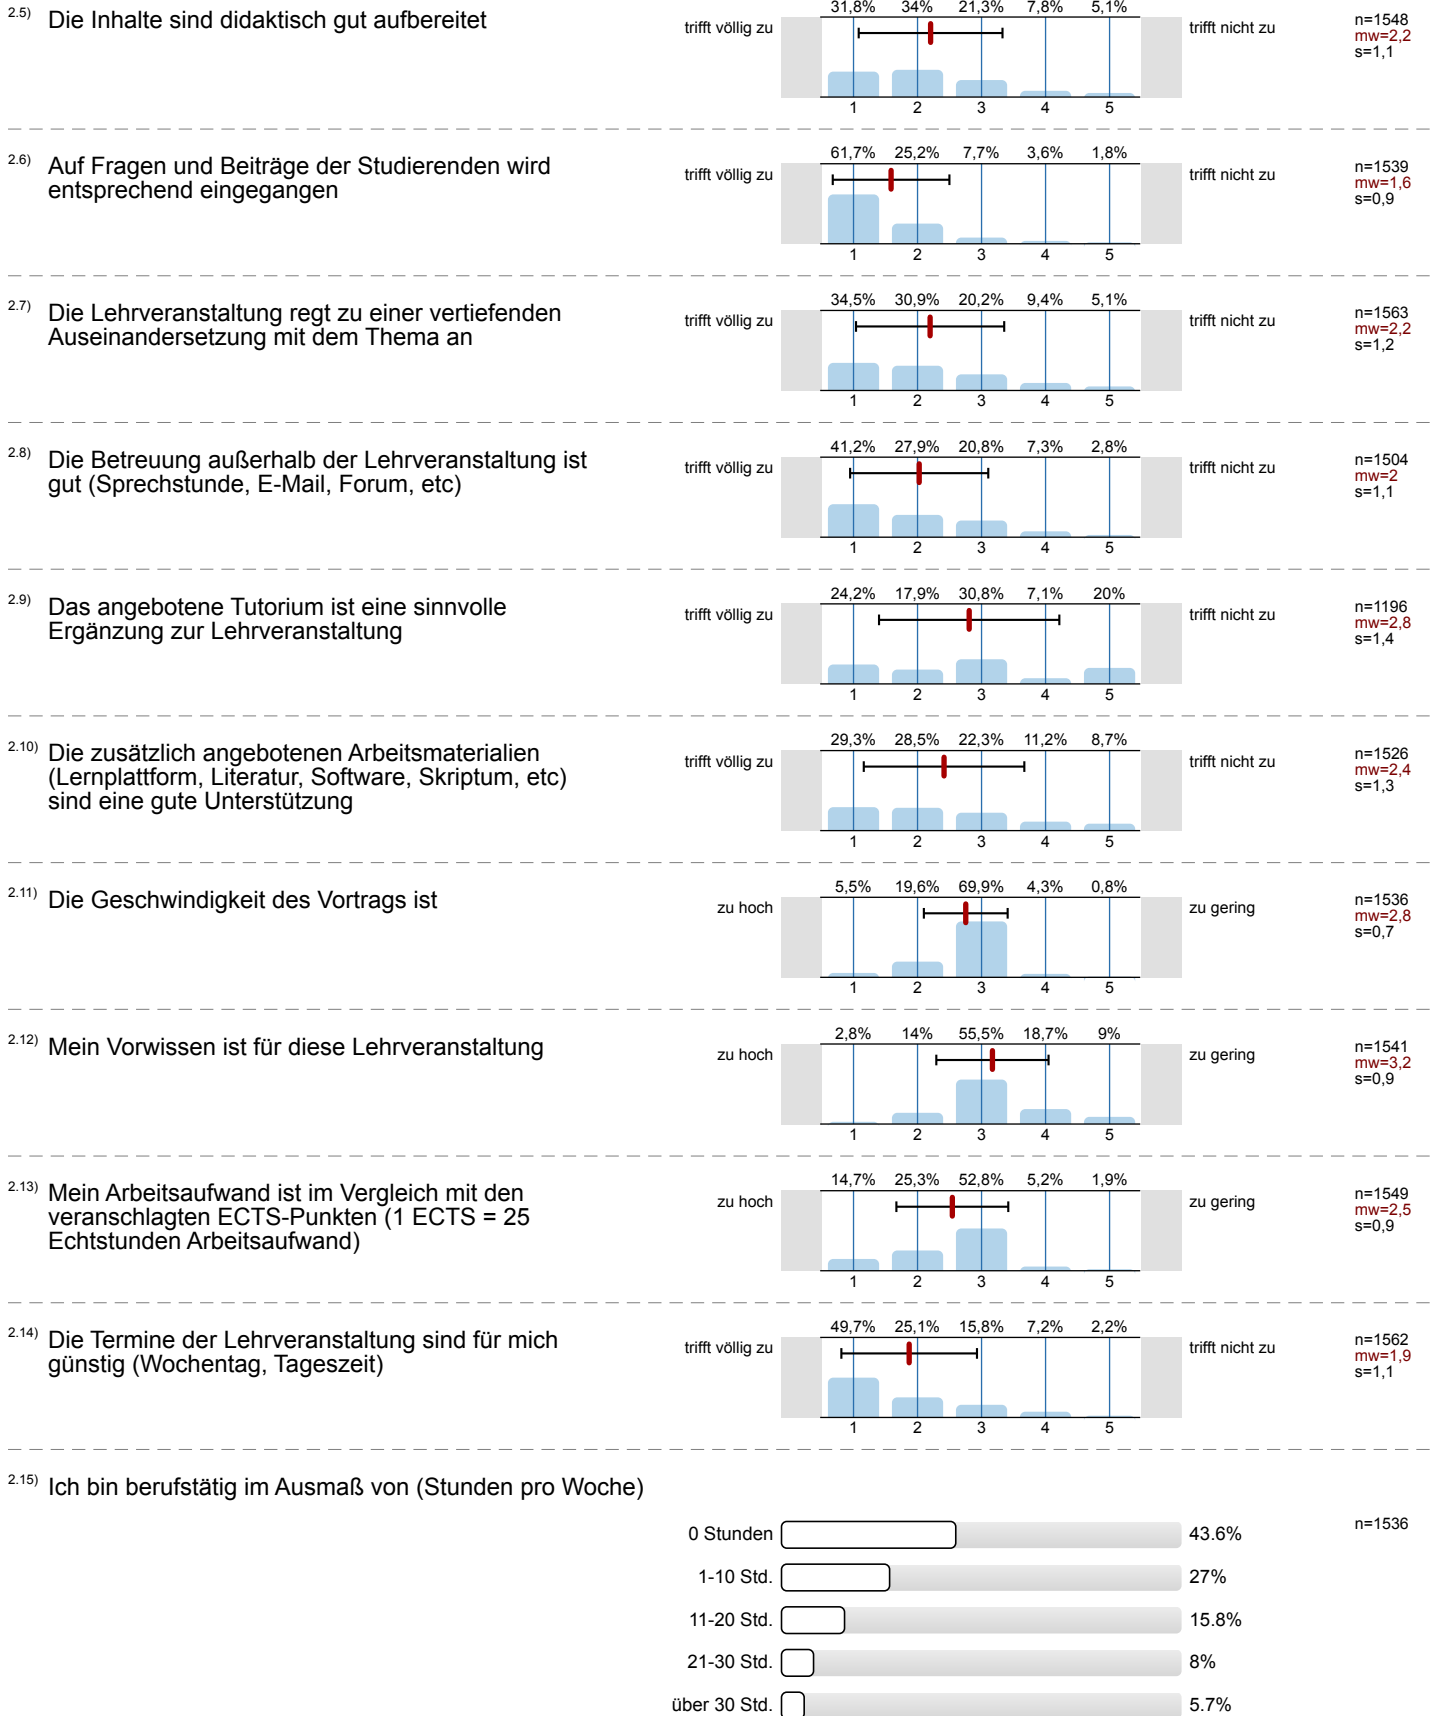 2.5) Die Inhalte sind didaktisch gut aufbereitet
trifft völlig zu
31,8% 34% 21,3% 7,8% 5,1%
1 2 3 4 5
trifft nicht zu
n=1548
mw=2,2
s=1,1
2.6) Auf Fragen und Beiträge der Studierenden wird
entsprechend eingegangen
trifft völlig zu
61,7% 25,2% 7,7% 3,6% 1,8%
1 2 3 4 5
trifft nicht zu
n=1539
mw=1,6
s=0,9
2.7) Die Lehrveranstaltung regt zu einer vertiefenden
Auseinandersetzung mit dem Thema an
trifft völlig zu
34,5% 30,9% 20,2% 9,4% 5,1%
1 2 3 4 5
trifft nicht zu
n=1563
mw=2,2
s=1,2
2.8) Die Betreuung außerhalb der Lehrveranstaltung ist
gut (Sprechstunde, E-Mail, Forum, etc)
trifft völlig zu
41,2% 27,9% 20,8% 7,3% 2,8%
1 2 3 4 5
trifft nicht zu
n=1504
mw=2
s=1,1
2.9) Das angebotene Tutorium ist eine sinnvolle
Ergänzung zur Lehrveranstaltung
trifft völlig zu
24,2% 17,9% 30,8% 7,1% 20%
1 2 3 4 5
trifft nicht zu
n=1196
mw=2,8
s=1,4
2.10) Die zusätzlich angebotenen Arbeitsmaterialien
(Lernplattform, Literatur, Software, Skriptum, etc)
sind eine gute Unterstützung
trifft völlig zu
29,3% 28,5% 22,3% 11,2% 8,7%
1 2 3 4 5
trifft nicht zu
n=1526
mw=2,4
s=1,3
2.11) Die Geschwindigkeit des Vortrags ist
zu hoch
5,5% 19,6% 69,9% 4,3% 0,8%
1 2 3 4 5
zu gering
n=1536
mw=2,8
s=0,7
2.12) Mein Vorwissen ist für diese Lehrveranstaltung
zu hoch
2,8% 14% 55,5% 18,7% 9%
1 2 3 4 5
zu gering
n=1541
mw=3,2
s=0,9
2.13) Mein Arbeitsaufwand ist im Vergleich mit den
veranschlagten ECTS-Punkten (1 ECTS = 25
Echtstunden Arbeitsaufwand)
zu hoch
14,7% 25,3% 52,8% 5,2% 1,9%
1 2 3 4 5
zu gering
n=1549
mw=2,5
s=0,9
2.14) Die Termine der Lehrveranstaltung sind für mich
günstig (Wochentag, Tageszeit)
trifft völlig zu
49,7% 25,1% 15,8% 7,2% 2,2%
1 2 3 4 5
trifft nicht zu
n=1562
mw=1,9
s=1,1
2.15) Ich bin berufstätig im Ausmaß von (Stunden pro Woche)
0 Stunden 43.6% n=1536
1-10 Std. 27%
11-20 Std. 15.8%
21-30 Std. 8%
über 30 Std. 5.7%